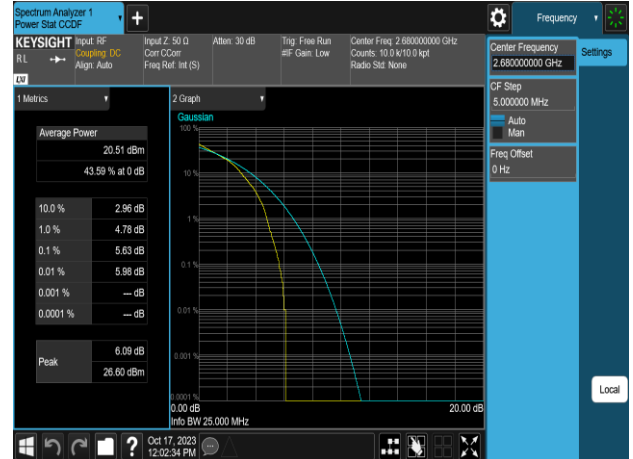 Spectrum Analyzer 1
Power Stat CCDF
+
Frequency
KEYSIGHT
RL
LXI
Input: RF
Coupling: DC
Align: Auto
Input Z: 50 Ω
Corr CCorr
Freq Ref: Int (S)
Atten: 30 dB
Trig: Free Run
#IF Gain: Low
Center Freq: 2.680000000 GHz
Counts: 10.0 k/10.0 kpt
Radio Std: None
Center Frequency
2.680000000 GHz
Settings
CF Step
5.000000 MHz
Auto
Man
Freq Offset
0 Hz
1 Metrics
2 Graph
Average Power
20.51 dBm
43.59 % at 0 dB
10.0 % 2.96 dB
1.0 % 4.78 dB
0.1 % 5.63 dB
0.01 % 5.98 dB
0.001 % --- dB
0.0001 % --- dB
Peak
6.09 dB
26.60 dBm
Gaussian
100 %
10 %
1 %
0.1 %
0.01 %
0.001 %
0.0001 %
0.00 dB 20.00 dB
Info BW 25.000 MHz
Local
?
Oct 17, 2023
12:02:34 PM